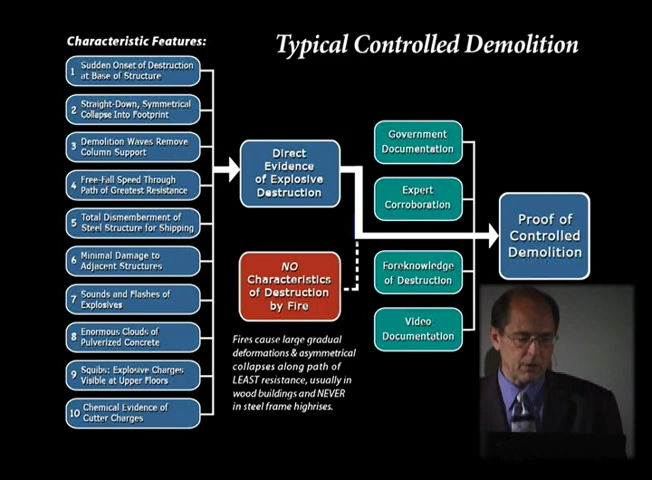 Characteristic Features:
Typical Controlled Demolition
1 Sudden Onset of Destruction
at Base of Structure
2 Straight-Down, Symmetrical
Collapse Into Footprint
3 Demolition Waves Remove
Column Support
4 Free-Fall Speed Through
Path of Greatest Resistance
5 Total Dismemberment of
Steel Structure for Shipping
6 Minimal Damage to
Adjacent Structures
7 Sounds and Flashes of
Explosives
8 Enormous Clouds of
Pulverized Concrete
9 Squibs: Explosive Charges
Visible at Upper Floors
10 Chemical Evidence of
Cutter Charges
Direct
Evidence
of Explosive
Destruction
NO
Characteristics
of Destruction
by Fire
Fires cause large gradual
deformations & asymmetrical
collapses along path of
LEAST resistance, usually in
wood buildings and NEVER
in steel frame highrises.
Government
Documentation
Expert
Corroboration
Foreknowledge
of Destruction
Video
Documentation
Proof of
Controlled
Demolition